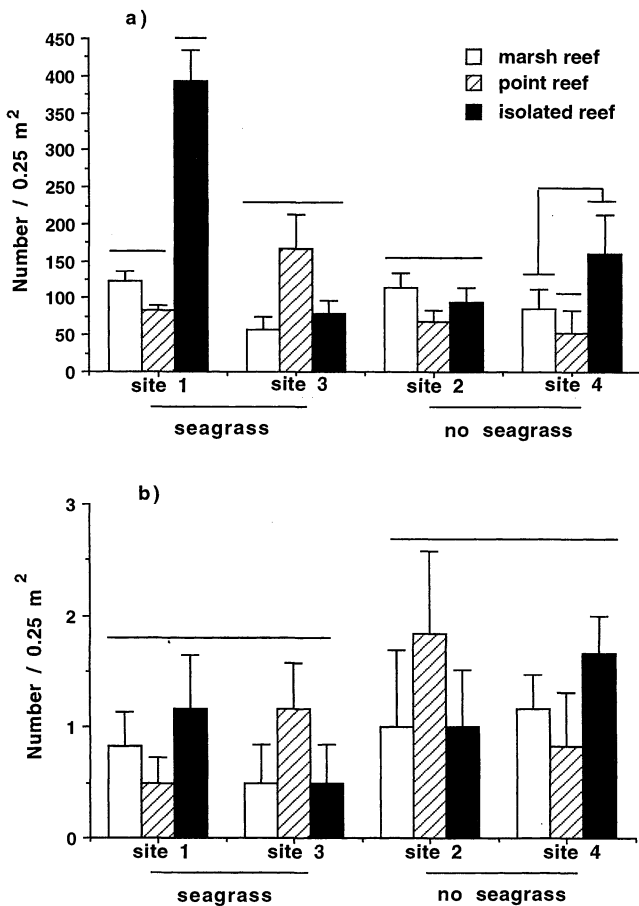 a)
Number / 0.25 m²
450
400
350
300
250
200
150
100
50
0
marsh reef
point reef
isolated reef
site 1 site 3 site 2 site 4
seagrass no seagrass
b)
Number / 0.25 m²
3
2
1
0
site 1 site 3 site 2 site 4
seagrass no seagrass